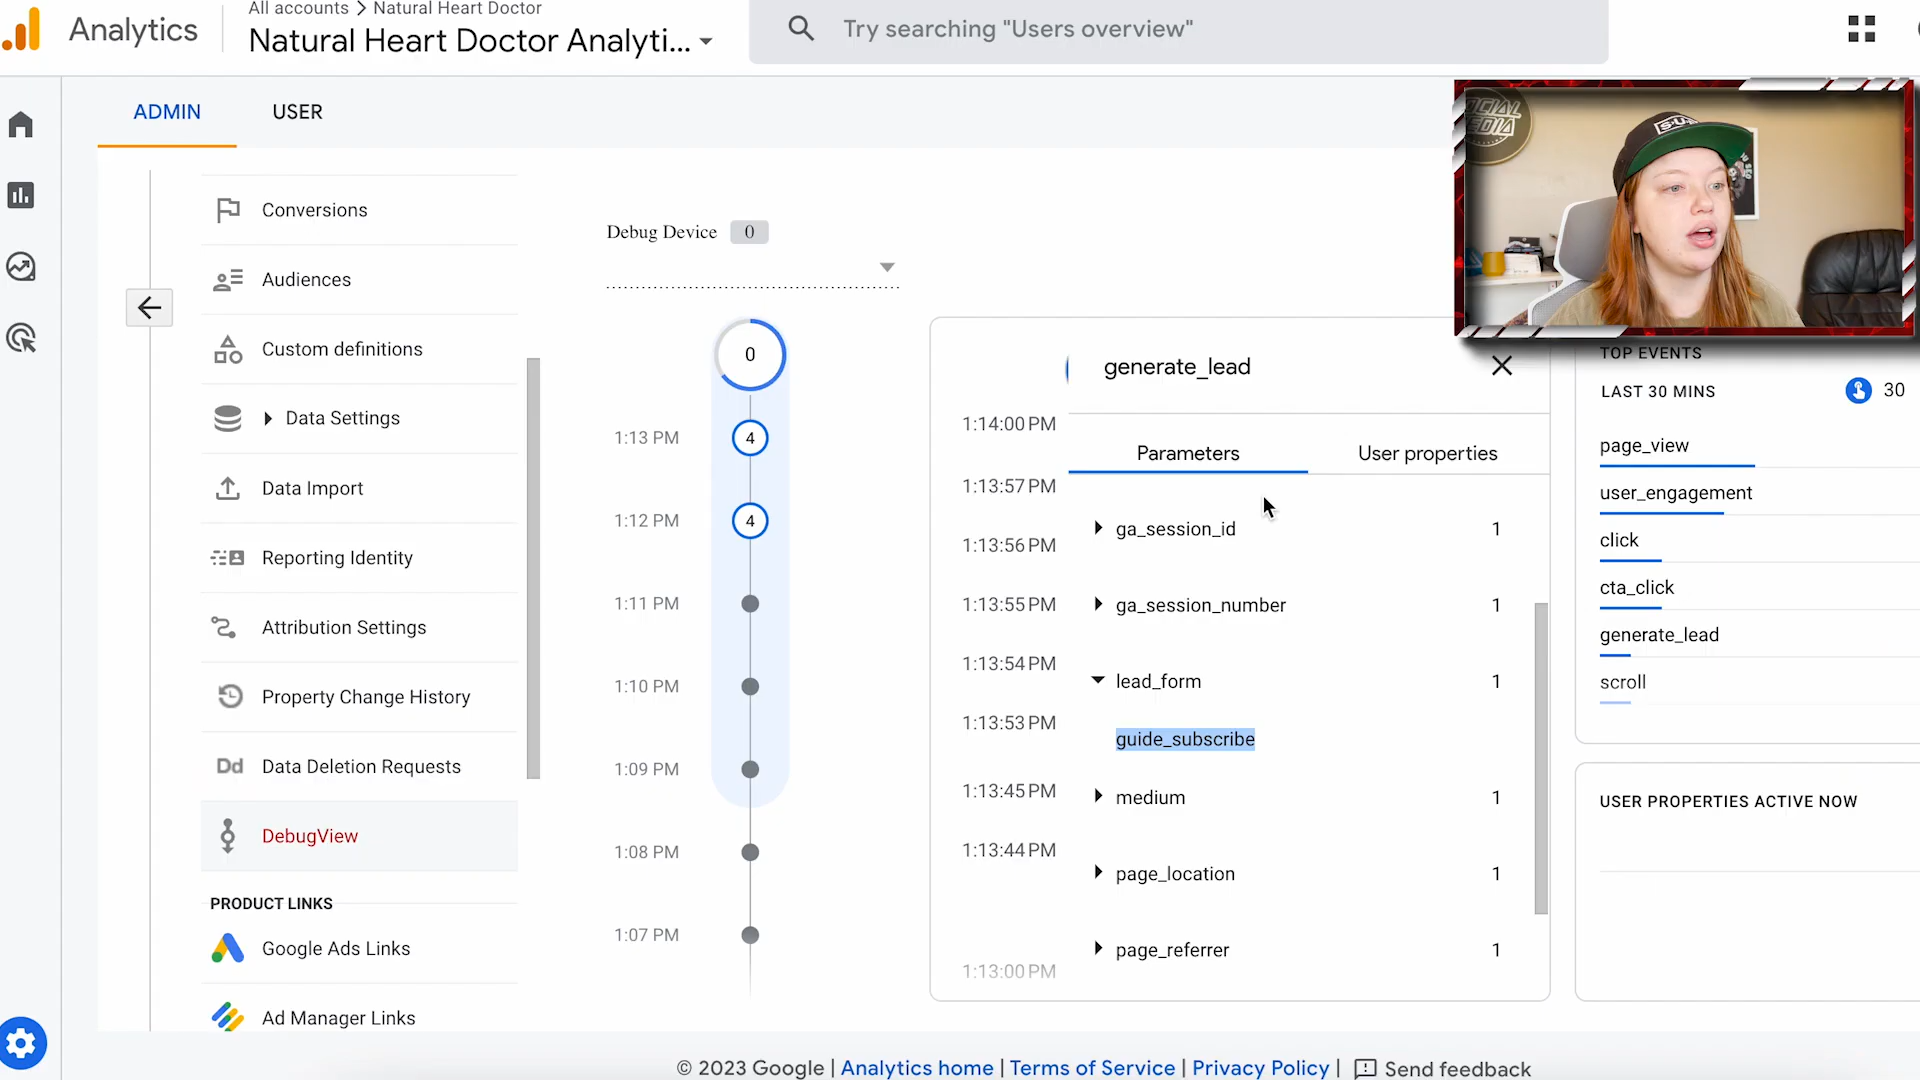 Analytics
All accounts > Natural Heart Doctor
Natural Heart Doctor Analyti...
Try searching "Users overview"
ADMIN
USER
Conversions
Audiences
Custom definitions
Data Settings
Data Import
Reporting Identity
Attribution Settings
Property Change History
Dd Data Deletion Requests
DebugView
PRODUCT LINKS
Google Ads Links
Ad Manager Links
Debug Device 0
0
1:13 PM 4
1:12 PM 4
1:11 PM
1:10 PM
1:09 PM
1:08 PM
1:07 PM
1:14:00 PM
1:13:57 PM
1:13:56 PM
1:13:55 PM
1:13:54 PM
1:13:53 PM
1:13:45 PM
1:13:44 PM
1:13:00 PM
generate_lead
Parameters
User properties
ga_session_id 1
ga_session_number 1
lead_form 1
guide_subscribe
medium 1
page_location 1
page_referrer 1
SOCIAL
MEDIA
TOP EVENTS
LAST 30 MINS 30
page_view
user_engagement
click
cta_click
generate_lead
scroll
USER PROPERTIES ACTIVE NOW
© 2023 Google | Analytics home | Terms of Service | Privacy Policy | Send feedback